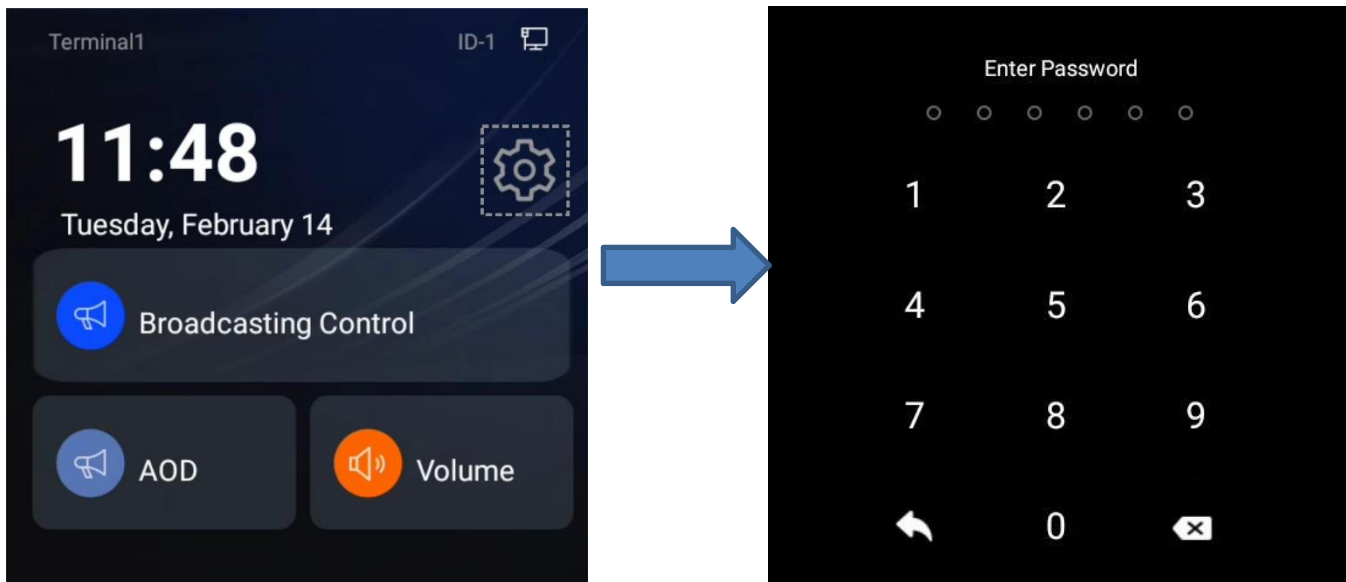 Terminal1 ID-1
11:48
Tuesday, February 14
Broadcasting Control
AOD Volume
Enter Password
1 2 3
4 5 6
7 8 9
0